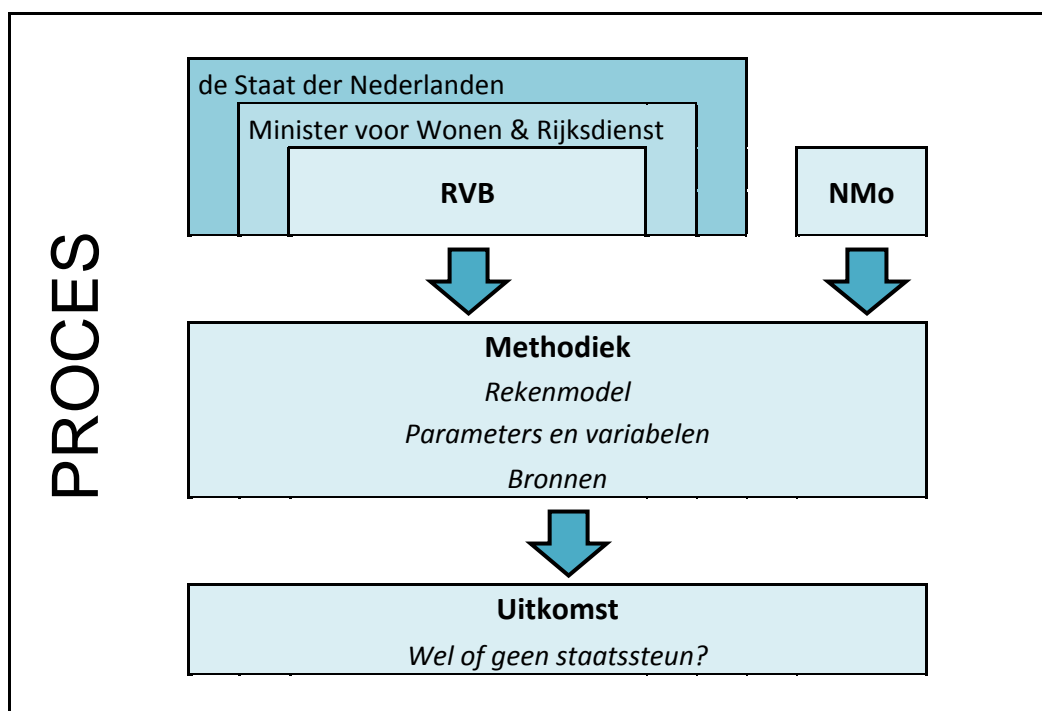 PROCES
de Staat der Nederlanden
Minister voor Wonen & Rijksdienst
RVB
NMo
Methodiek
Rekenmodel
Parameters en variabelen
Bronnen
Uitkomst
Wel of geen staatssteun?